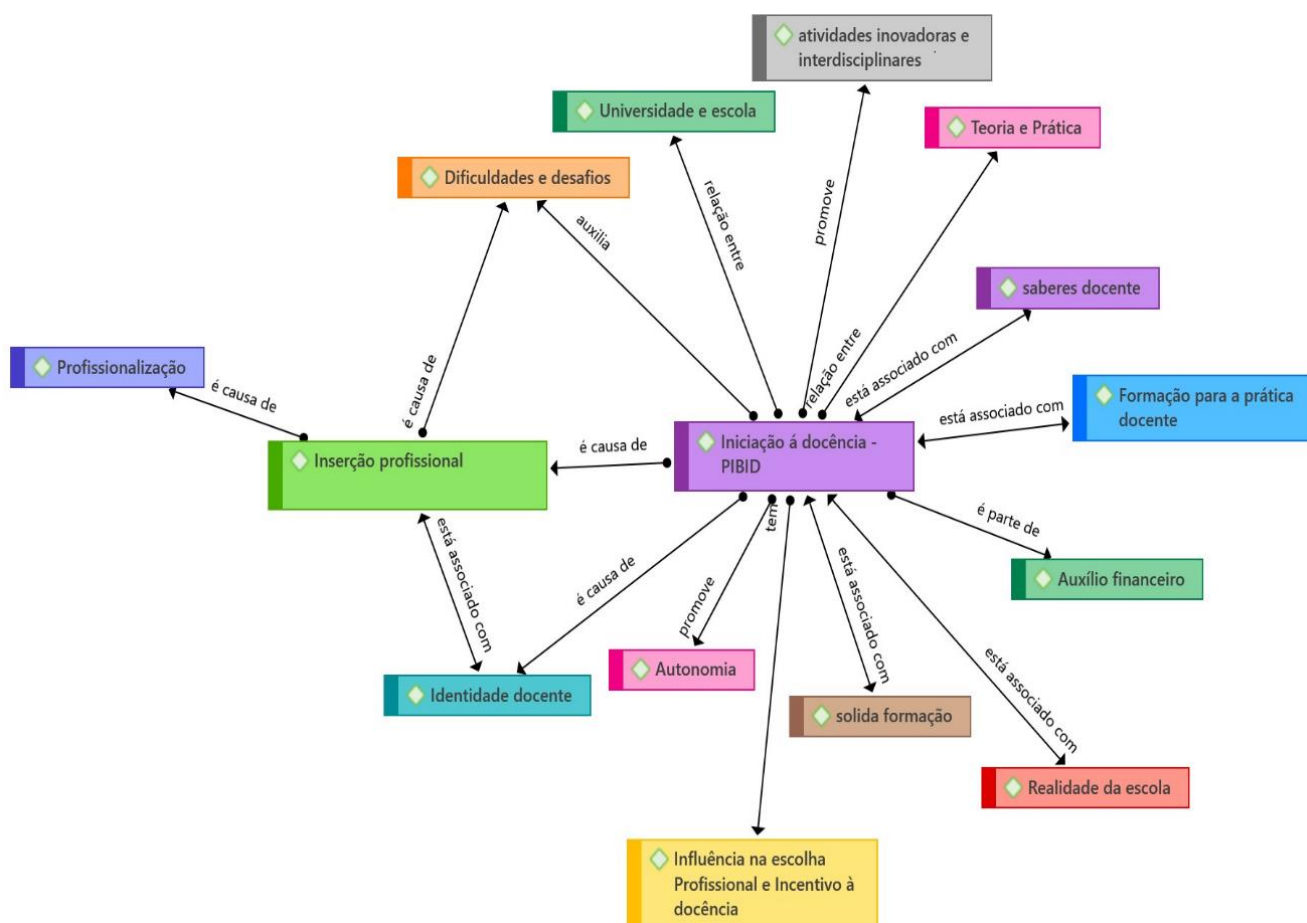 atividades inovadoras e
interdisciplinares
Universidade e escola
Teoria e Prática
Dificuldades e desafios
relação entre
promove
auxilia
saberes docente
relação entre
está associado com
Profissionalização
é causa de
é causa de
Formação para a prática
docente
está associado com
Iniciação á docência -
PIBID
é causa de
Inserção profissional
está associado com
é causa de
promove
tem
está associado com
é parte de
Auxílio financeiro
está associado com
Autonomia
Identidade docente
solida formação
Realidade da escola
Influência na escolha
Profissional e Incentivo à
docência